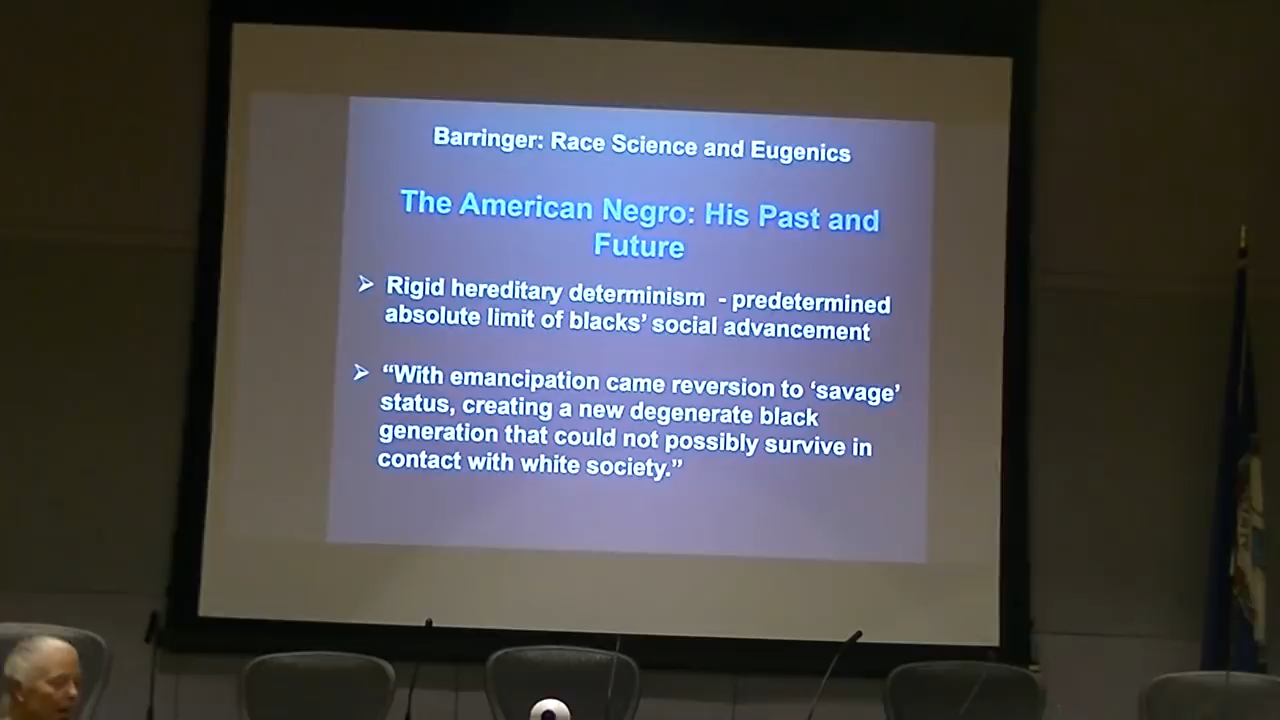 Barringer: Race Science and Eugenics
The American Negro: His Past and
Future
➢ Rigid hereditary determinism - predetermined
absolute limit of blacks’ social advancement
➢ “With emancipation came reversion to ‘savage’
status, creating a new degenerate black
generation that could not possibly survive in
contact with white society.”